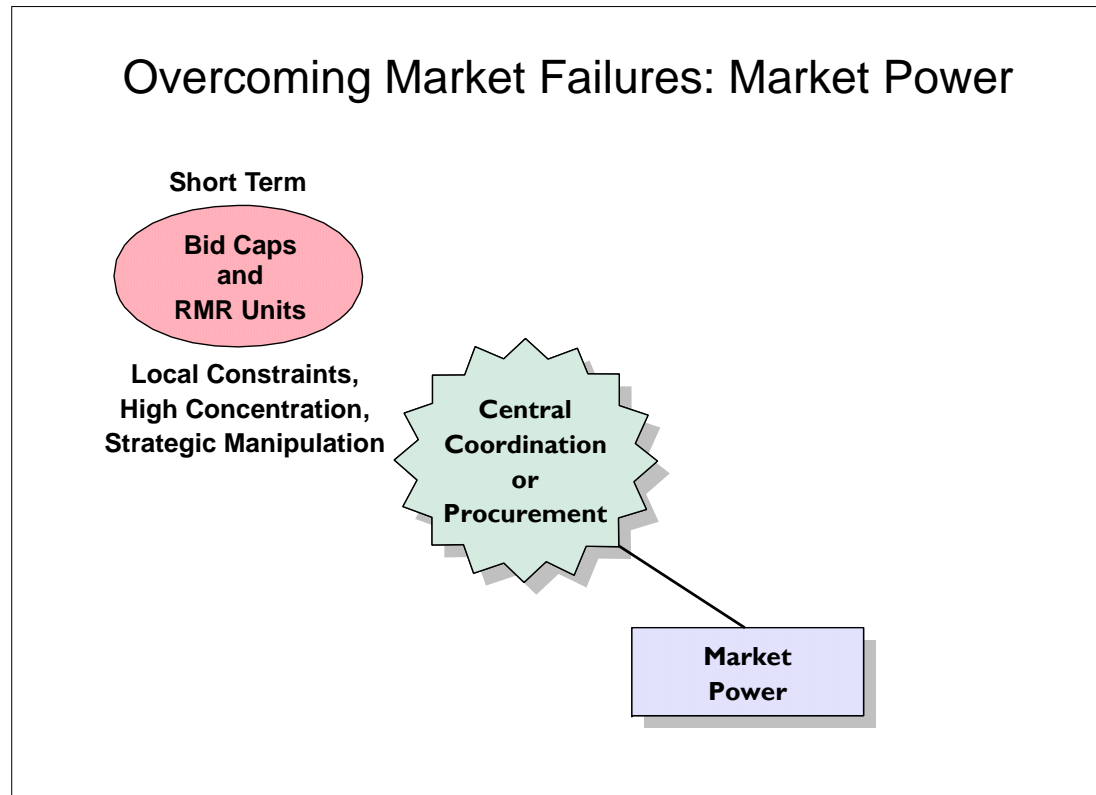 Overcoming Market Failures: Market Power
Short Term
Bid Caps
and
RMR Units
Local Constraints,
High Concentration,
Strategic Manipulation
Central
Coordination
or
Procurement
Market
Power